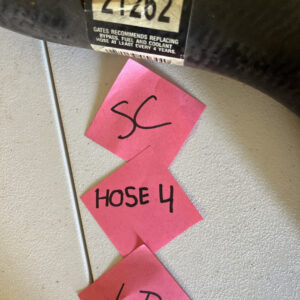 21262
GATES RECOMMENDS REPLACING
BYPASS, FUEL AND COOLANT
HOSE AT LEAST EVERY 4 YEARS.
SC
HOSE 4